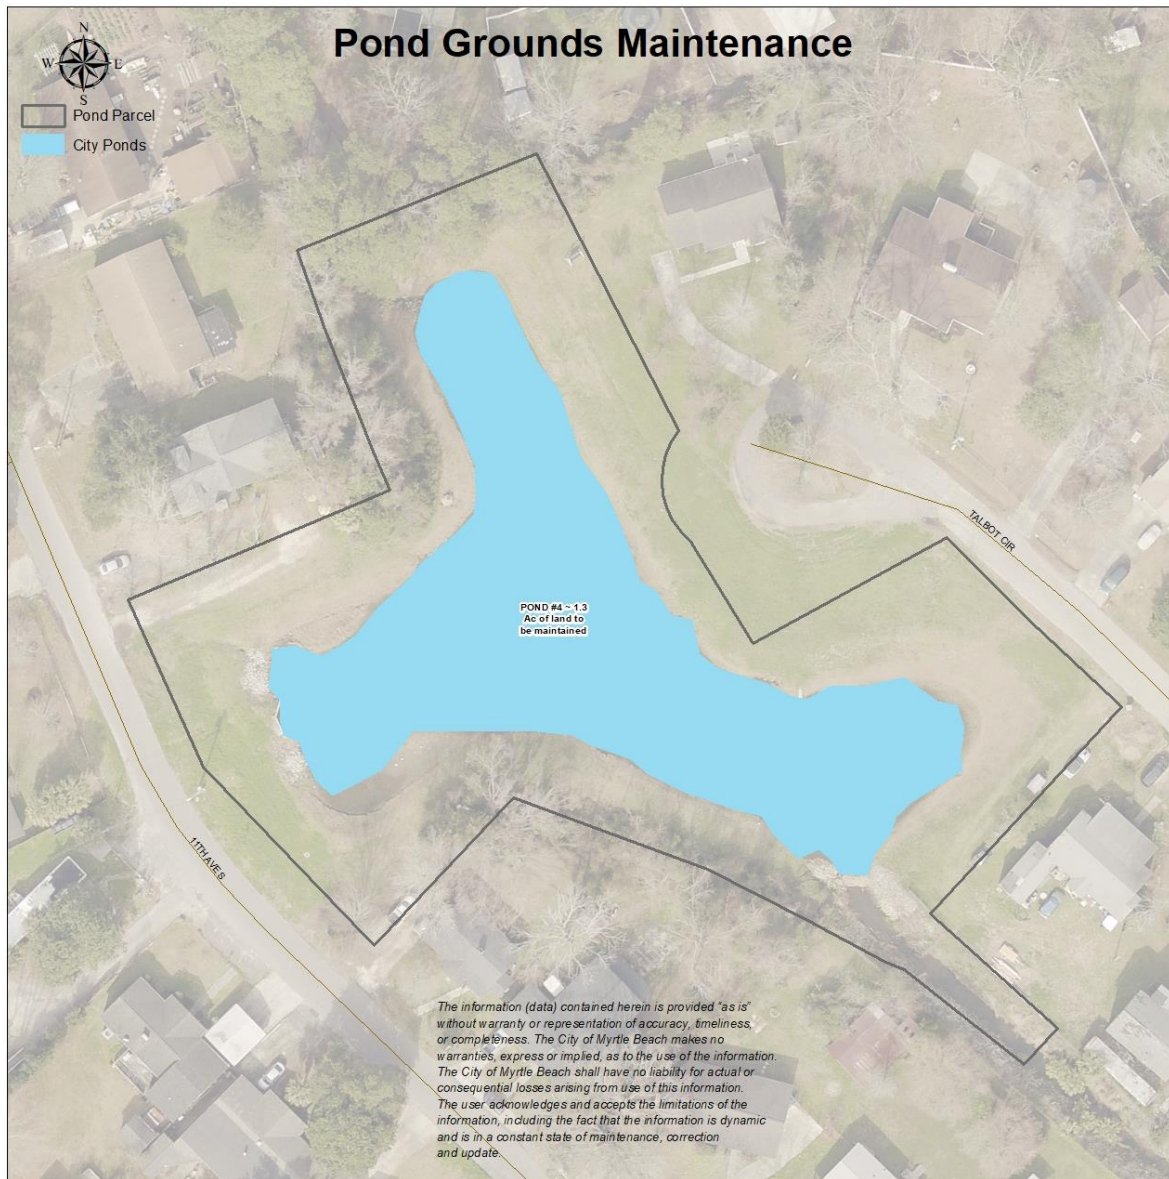 Pond Grounds Maintenance
N
W E
S
Pond Parcel
City Ponds
TALBOT CIR
POND #4 ~ 1.3
Ac of land to
be maintained
11TH AVE S
The information (data) contained herein is provided "as is"
without warranty or representation of accuracy, timeliness,
or completeness. The City of Myrtle Beach makes no
warranties, express or implied, as to the use of the information.
The City of Myrtle Beach shall have no liability for actual or
consequential losses arising from use of this information.
The user acknowledges and accepts the limitations of the
information, including the fact that the information is dynamic
and is in a constant state of maintenance, correction
and update.